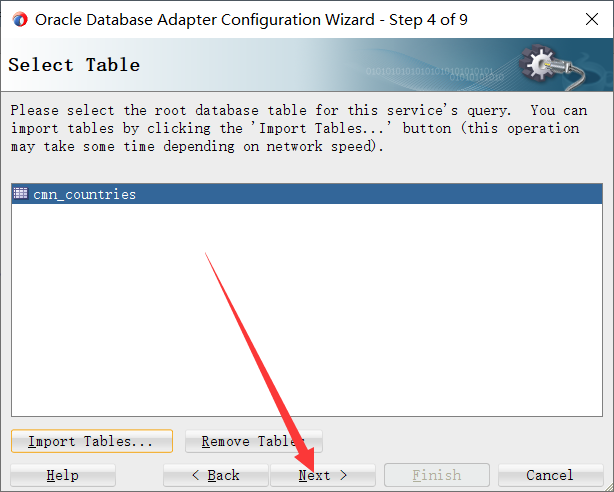 Oracle Database Adapter Configuration Wizard - Step 4 of 9
Select Table
Please select the root database table for this service's query. You can
import tables by clicking the 'Import Tables...' button (this operation
may take some time depending on network speed).
cmn_countries
Import Tables... Remove Tables
Help < Back Next > Finish Cancel